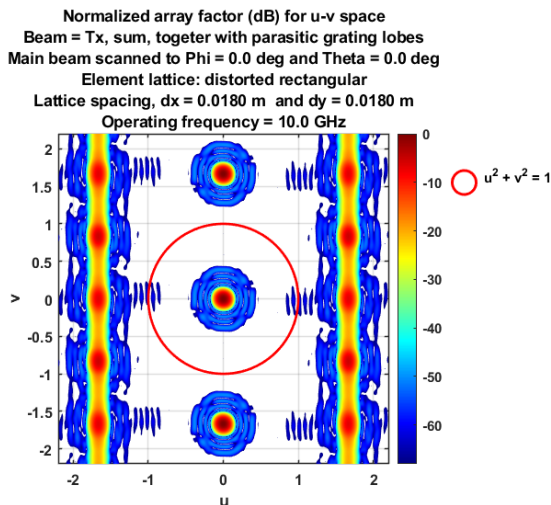 Normalized array factor (dB) for u-v space
Beam = Tx, sum, togeter with parasitic grating lobes
Main beam scanned to Phi = 0.0 deg and Theta = 0.0 deg
Element lattice: distorted rectangular
Lattice spacing, dx = 0.0180 m  and dy = 0.0180 m
Operating frequency = 10.0 GHz
u² + v² = 1
2
1.5
1
0.5
0
-0.5
-1
-1.5
-2
v
-2
-1
0
1
2
u
0
-10
-20
-30
-40
-50
-60